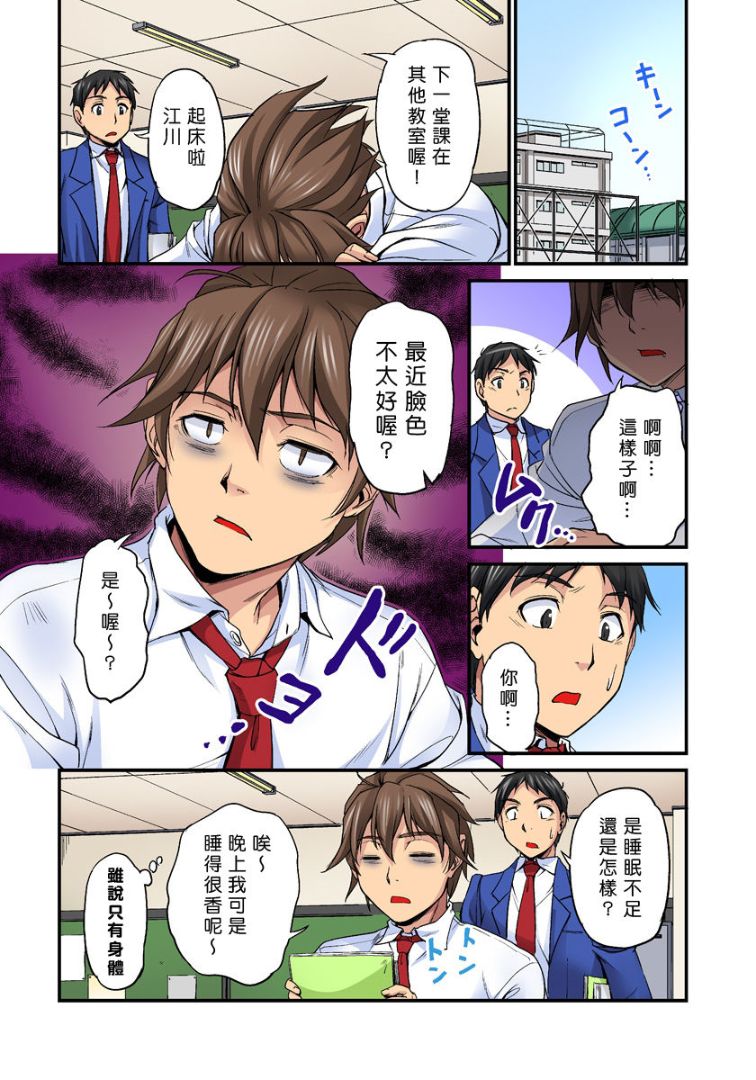 キーン
コーン…
下一堂課在
其他教室喔！
起床啦
江川
啊啊…
這樣子啊…
ムク…
最近臉色
不太好喔？
是～喔～？
ドヨ…
你啊…
是睡眠不足
還是怎樣？
唉～
晚上我可是
睡得很香呢～
トン
トン
雖說只有身體